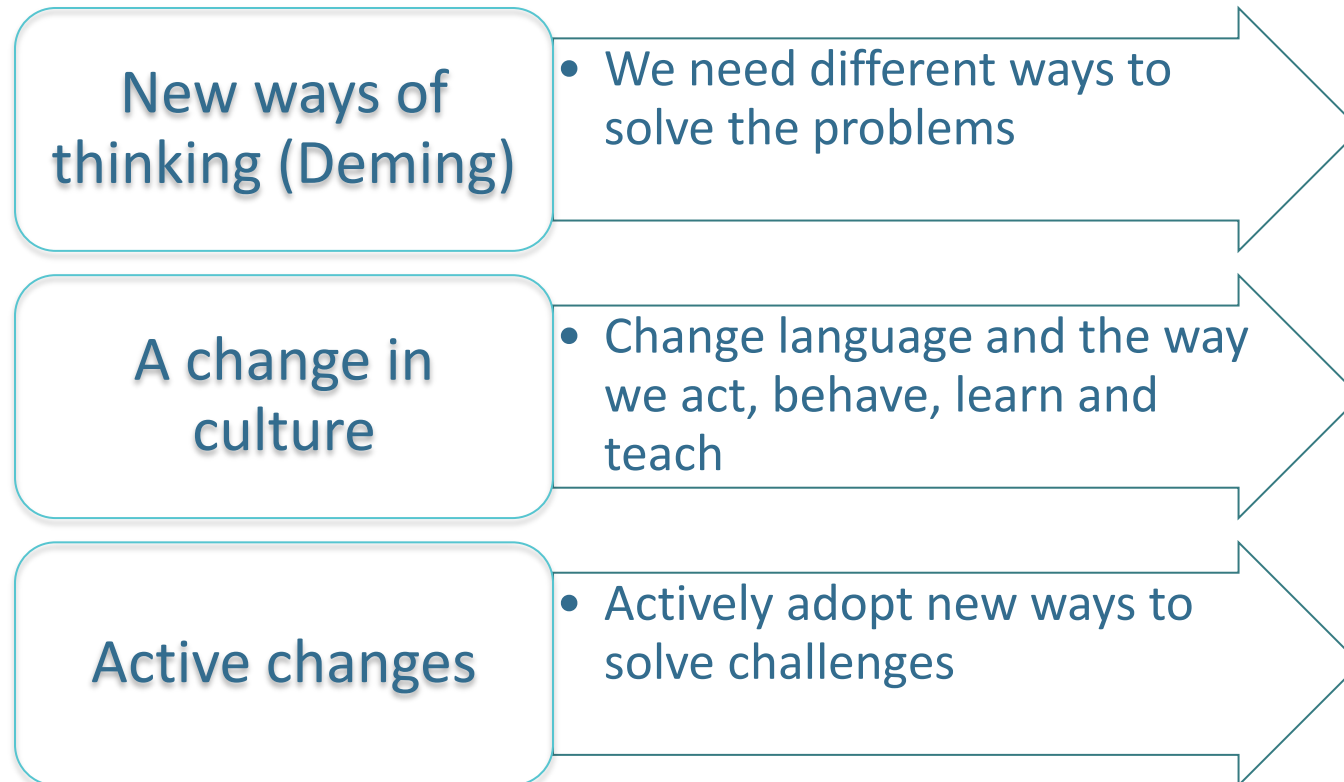 New ways of
thinking (Deming)
• We need different ways to
solve the problems
A change in
culture
• Change language and the way
we act, behave, learn and
teach
Active changes
• Actively adopt new ways to
solve challenges